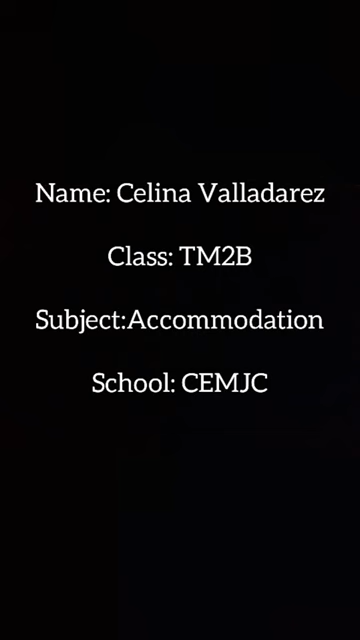 Name: Celina Valladarez
Class: TM2B
Subject:Accommodation
School: CEMJC